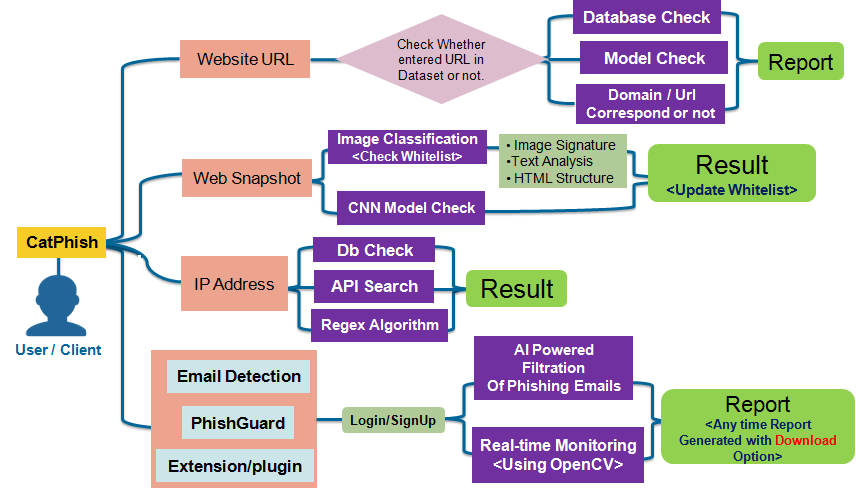 CatPhish
User / Client
Website URL
Check Whether
entered URL in
Dataset or not.
Database Check
Model Check
Domain / Url
Correspond or not
Report
Web Snapshot
Image Classification
<Check Whitelist>
• Image Signature
•Text Analysis
• HTML Structure
CNN Model Check
Result
<Update Whitelist>
IP Address
Db Check
API Search
Regex Algorithm
Result
Email Detection
PhishGuard
Extension/plugin
Login/SignUp
AI Powered
Filtration
Of Phishing Emails
Real-time Monitoring
<Using OpenCV>
Report
<Any time Report
Generated with Download
Option>